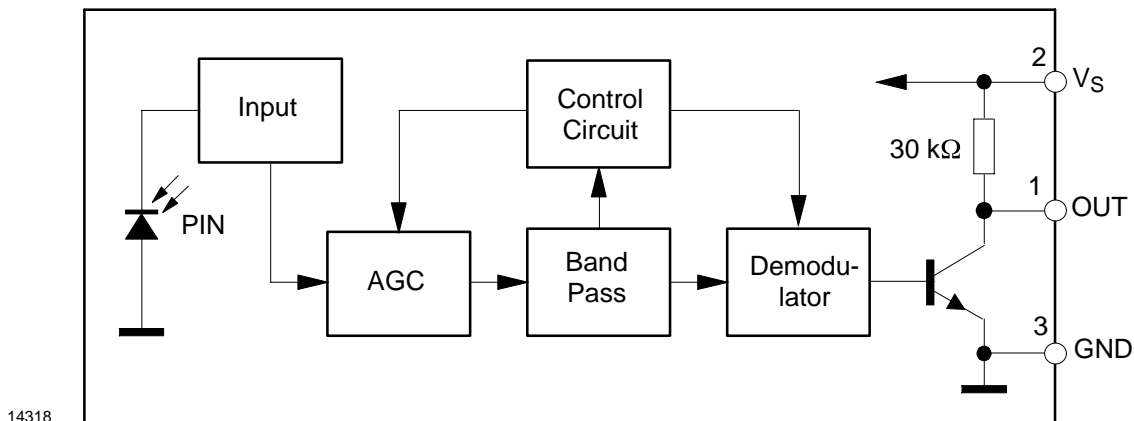 2
V_S
Input
Control
Circuit
30 kΩ
1
OUT
PIN
AGC
Band
Pass
Demodu-
lator
3
GND
14318